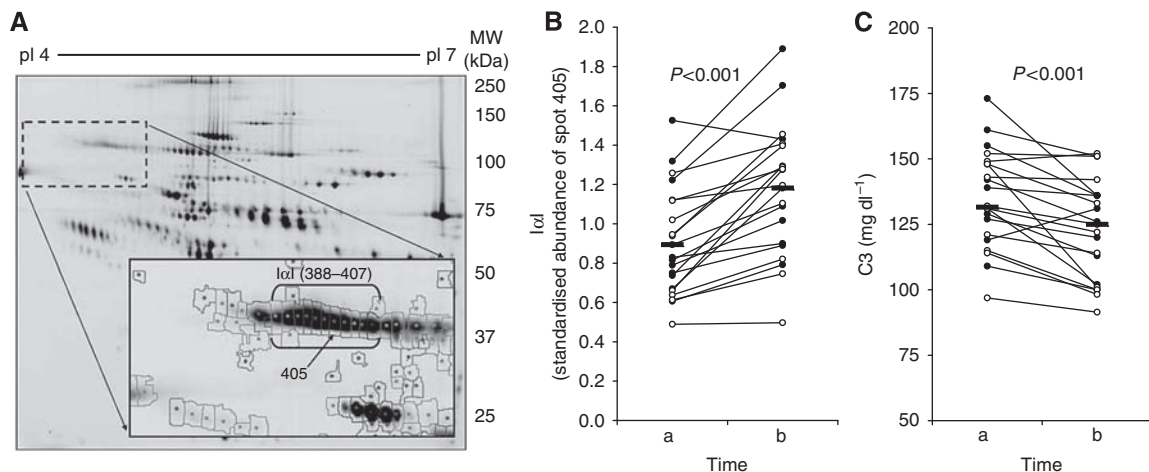 A
pI 4
pI 7
MW
(kDa)
250
150
100
75
50
37
25
IαI (388–407)
405
B
IαI
(standardised abundance of spot 405)
2.0
1.8
1.6
1.4
1.2
1.0
0.8
0.6
0.4
0.2
0.0
P<0.001
a
b
Time
C
C3 (mg dl−1)
200
175
150
125
100
75
50
P<0.001
a
b
Time